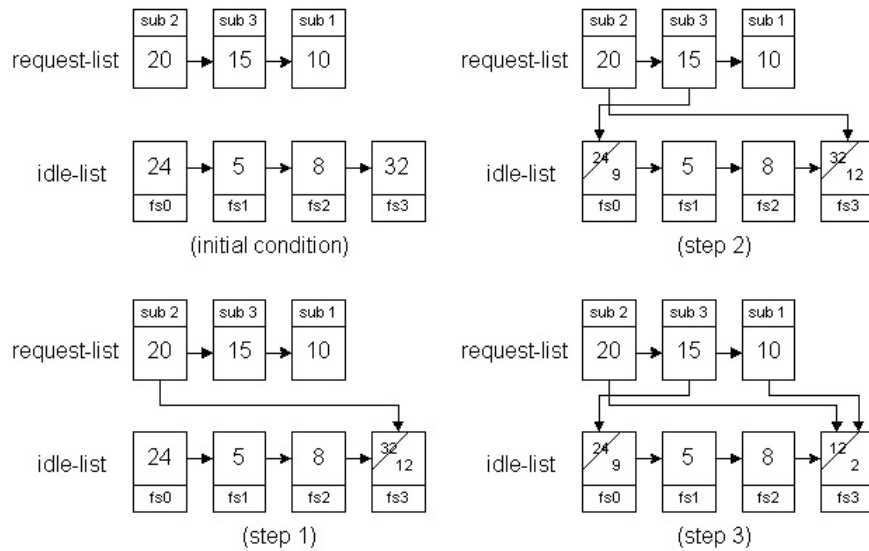 sub 2 sub 3 sub 1
request-list 20 15 10
idle-list 24 5 8 32
fs0 fs1 fs2 fs3
(initial condition)
sub 2 sub 3 sub 1
request-list 20 15 10
idle-list 24 9 5 8 32 12
fs0 fs1 fs2 fs3
(step 2)
sub 2 sub 3 sub 1
request-list 20 15 10
idle-list 24 5 8 32 12
fs0 fs1 fs2 fs3
(step 1)
sub 2 sub 3 sub 1
request-list 20 15 10
idle-list 24 9 5 8 12 2
fs0 fs1 fs2 fs3
(step 3)